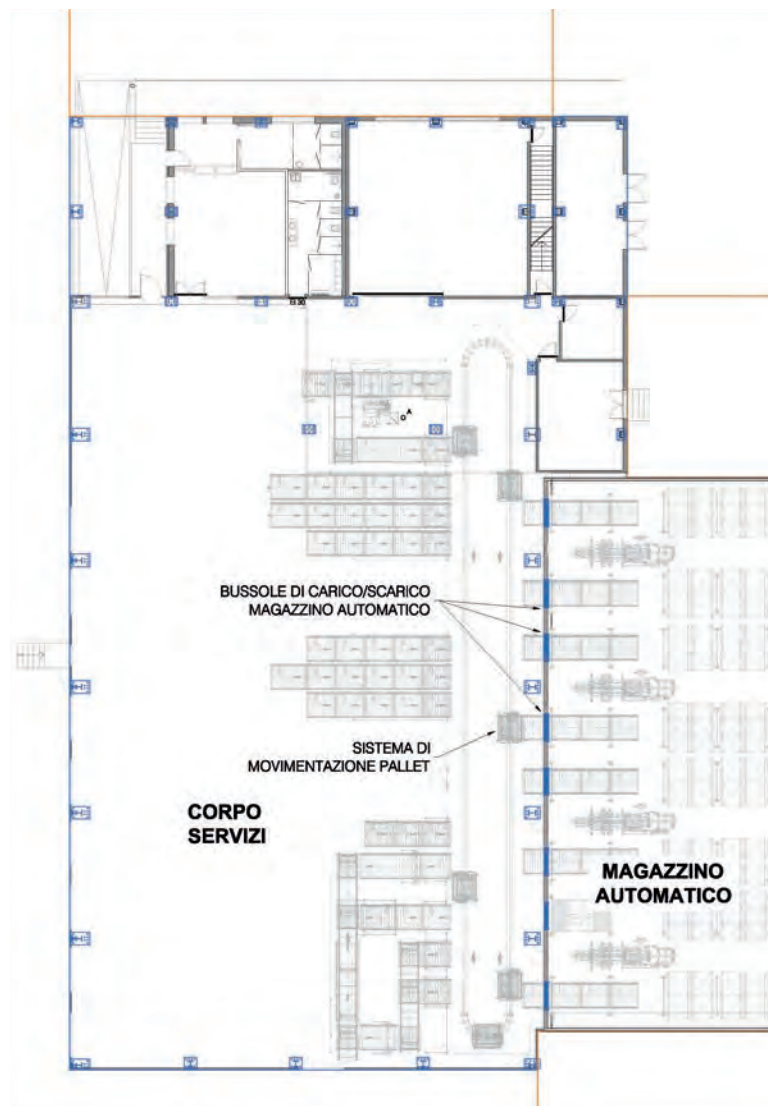 A
BUSSOLE DI CARICO/SCARICO
MAGAZZINO AUTOMATICO
SISTEMA DI
MOVIMENTAZIONE PALLET
CORPO
SERVIZI
MAGAZZINO
AUTOMATICO